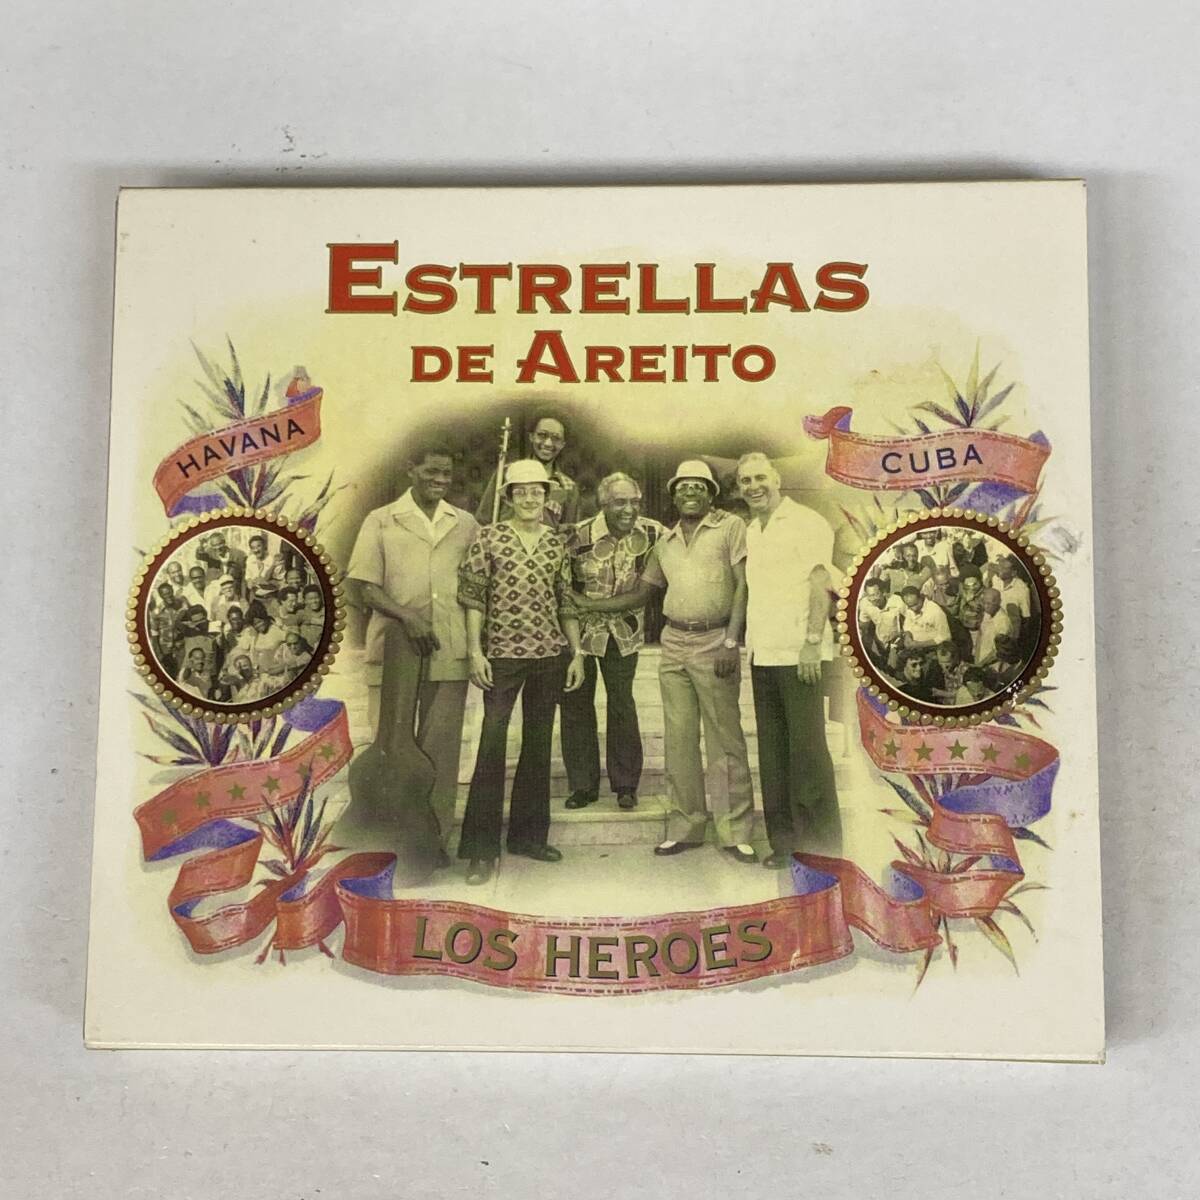 ESTRELLAS
DE AREITO
HAVANA
CUBA
LOS HEROES